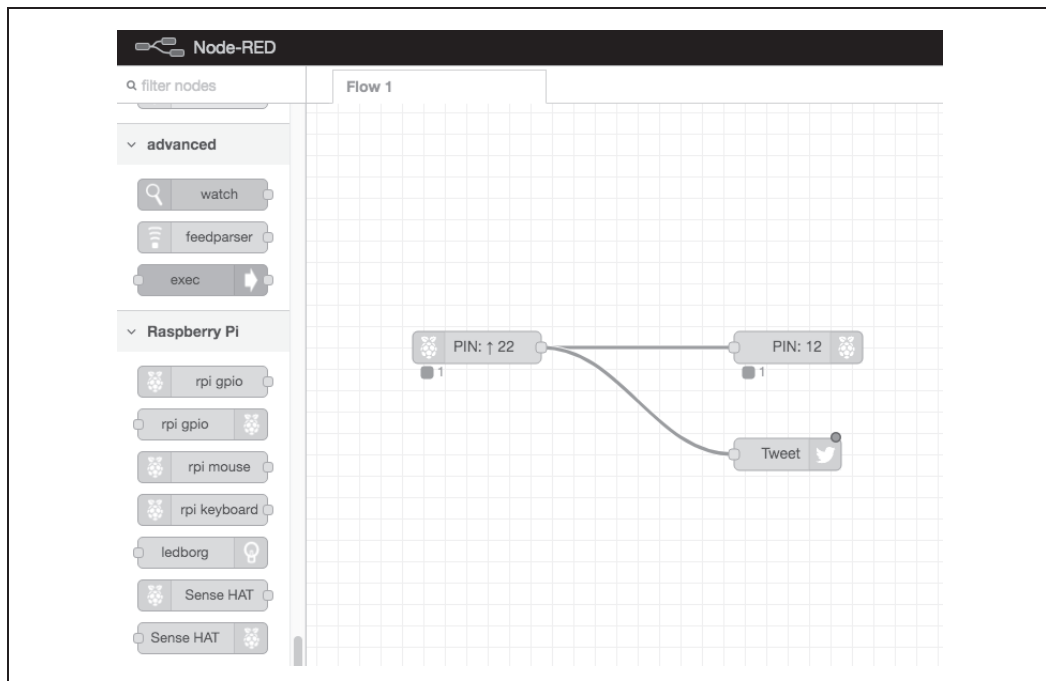 Node-RED
filter nodes
Flow 1
advanced
watch
feedparser
exec
Raspberry Pi
rpi gpio
rpi gpio
rpi mouse
rpi keyboard
ledborg
Sense HAT
Sense HAT
PIN: ↑ 22
1
PIN: 12
1
Tweet